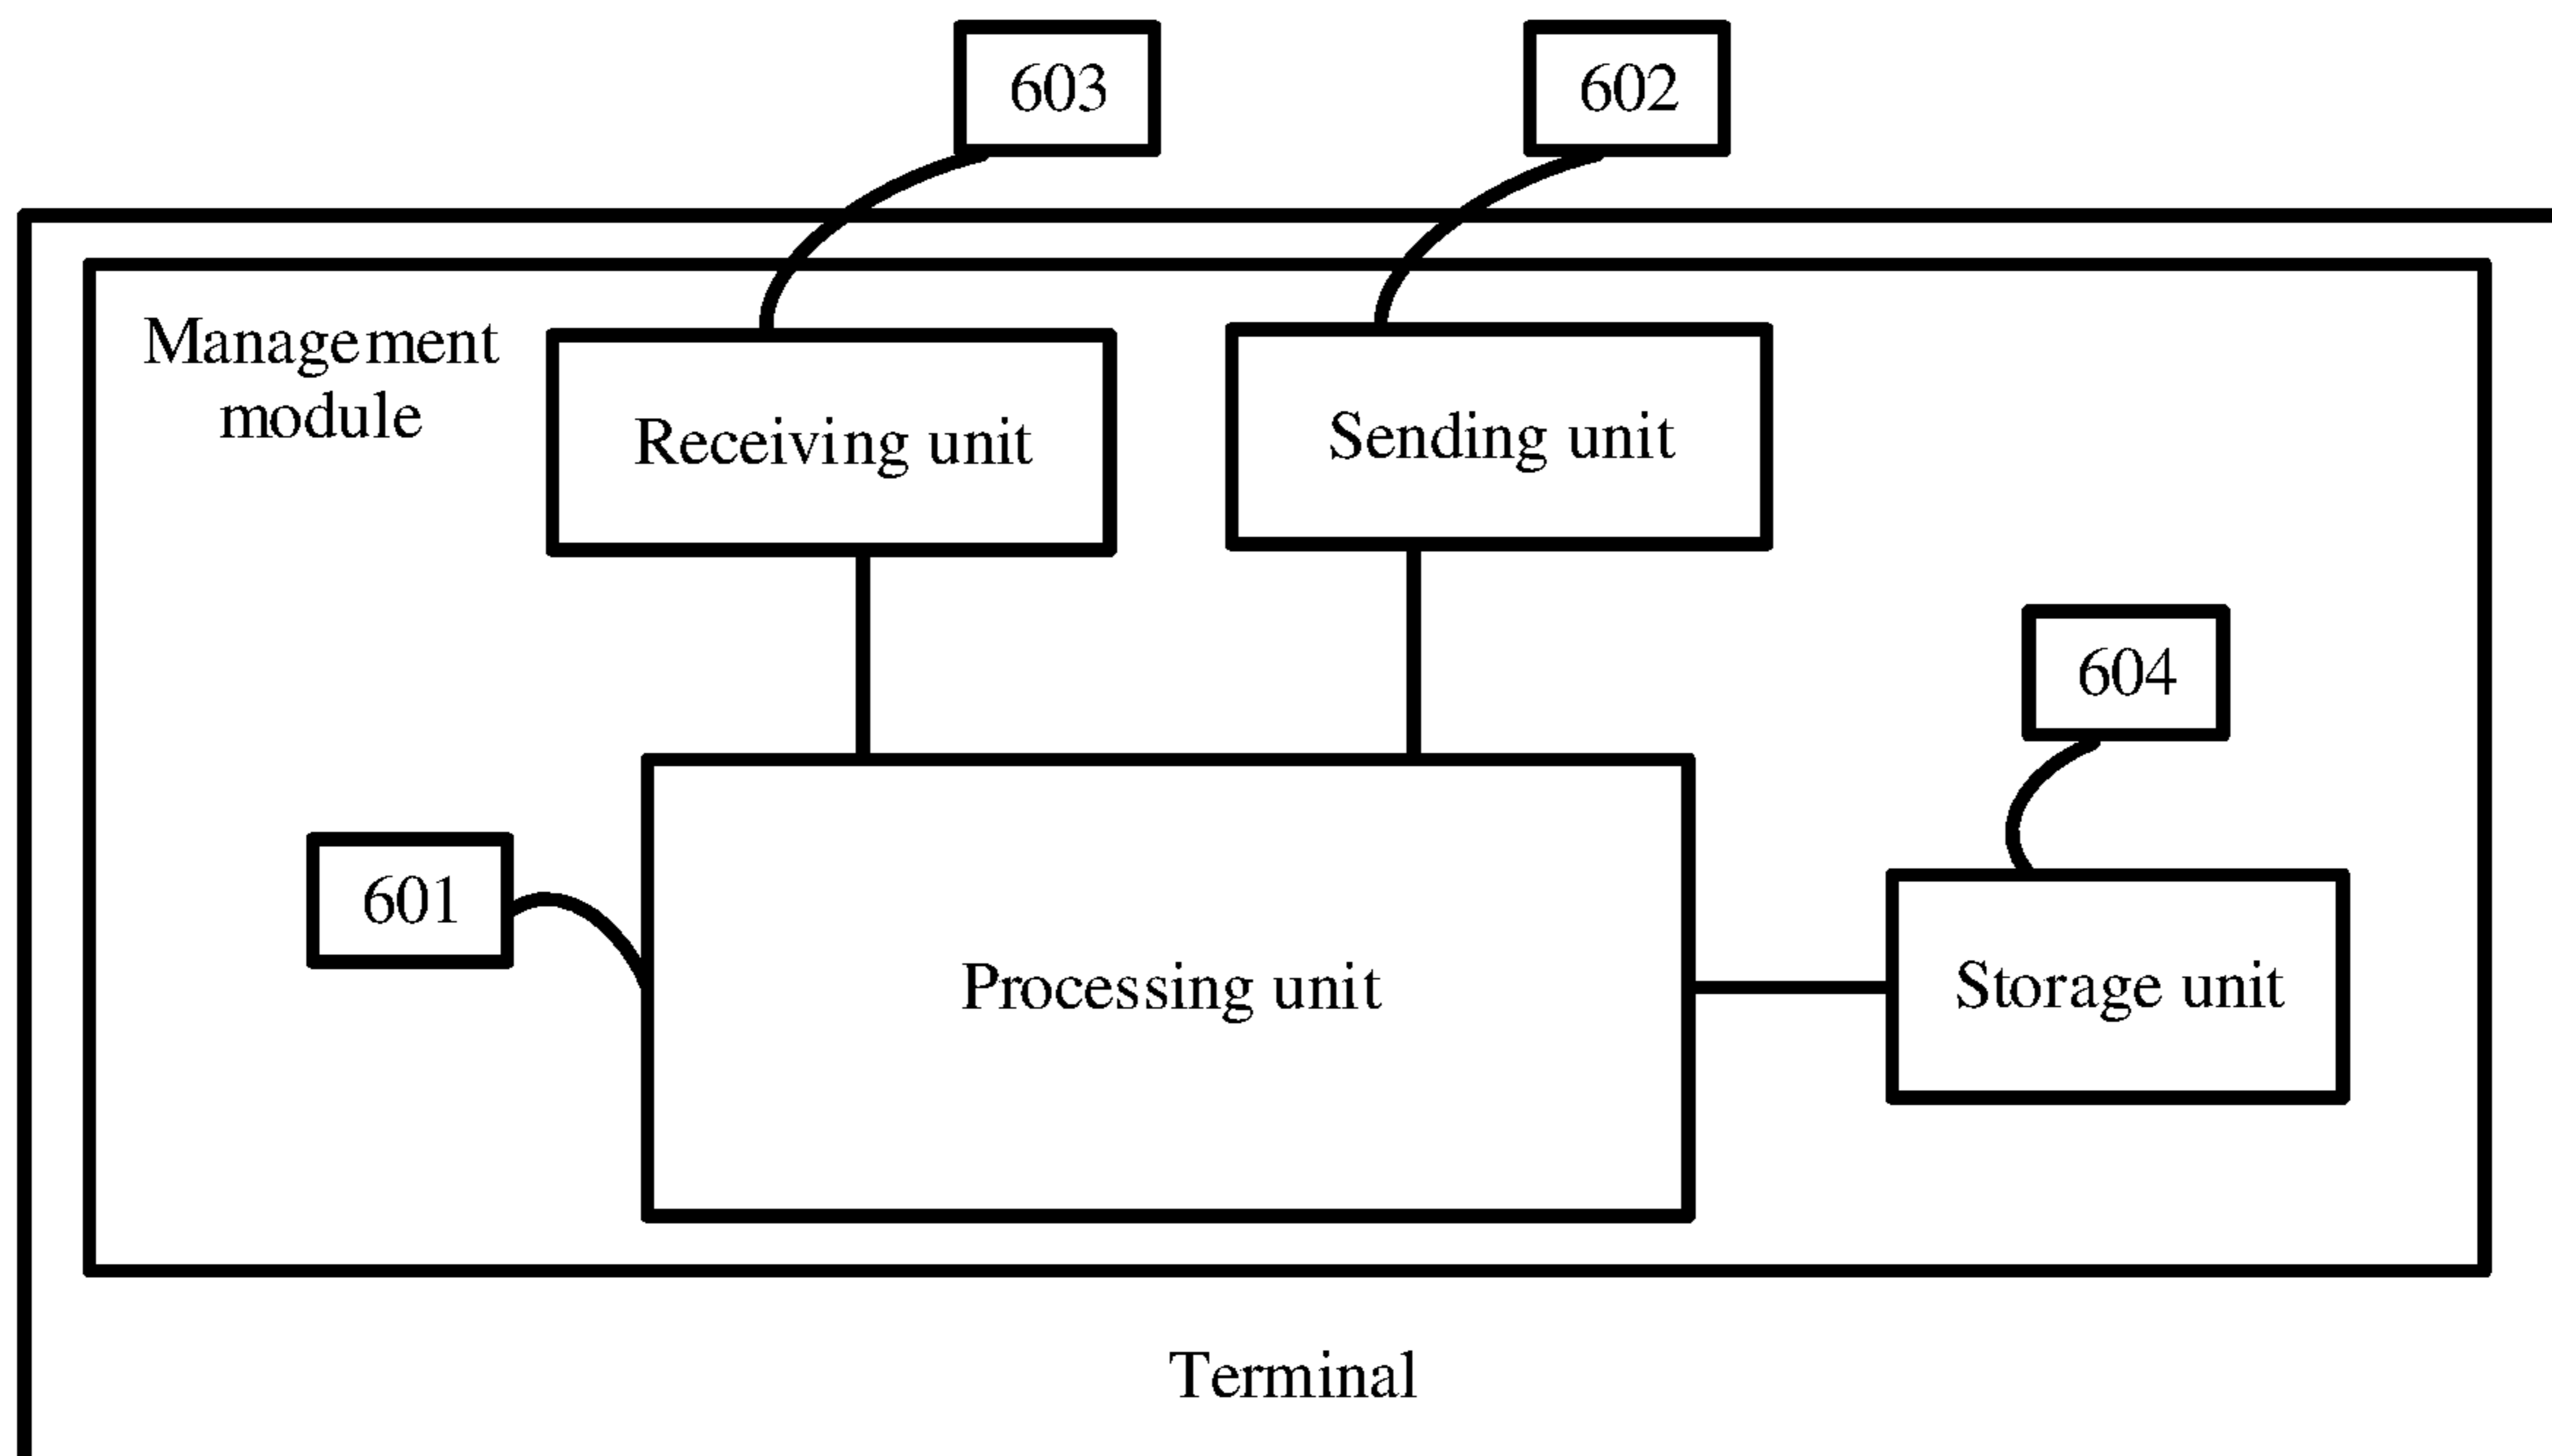 603
602
Management
module
Receiving unit
Sending unit
604
601
Processing unit
Storage unit
Terminal